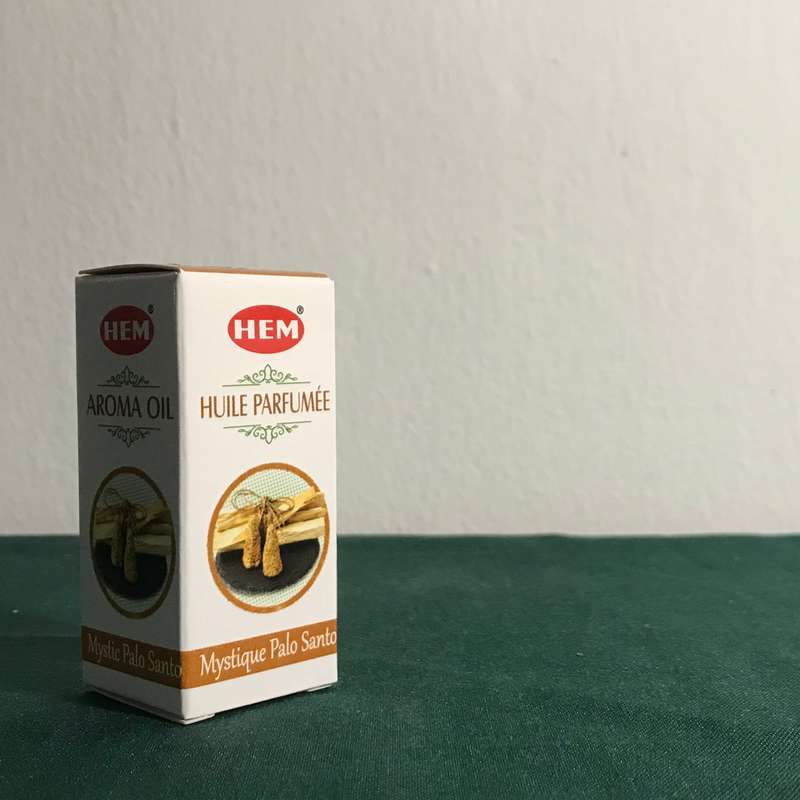 HEM®
AROMA OIL
Mystic Palo Santo
HEM®
HUILE PARFUMÉE
Mystique Palo Santo